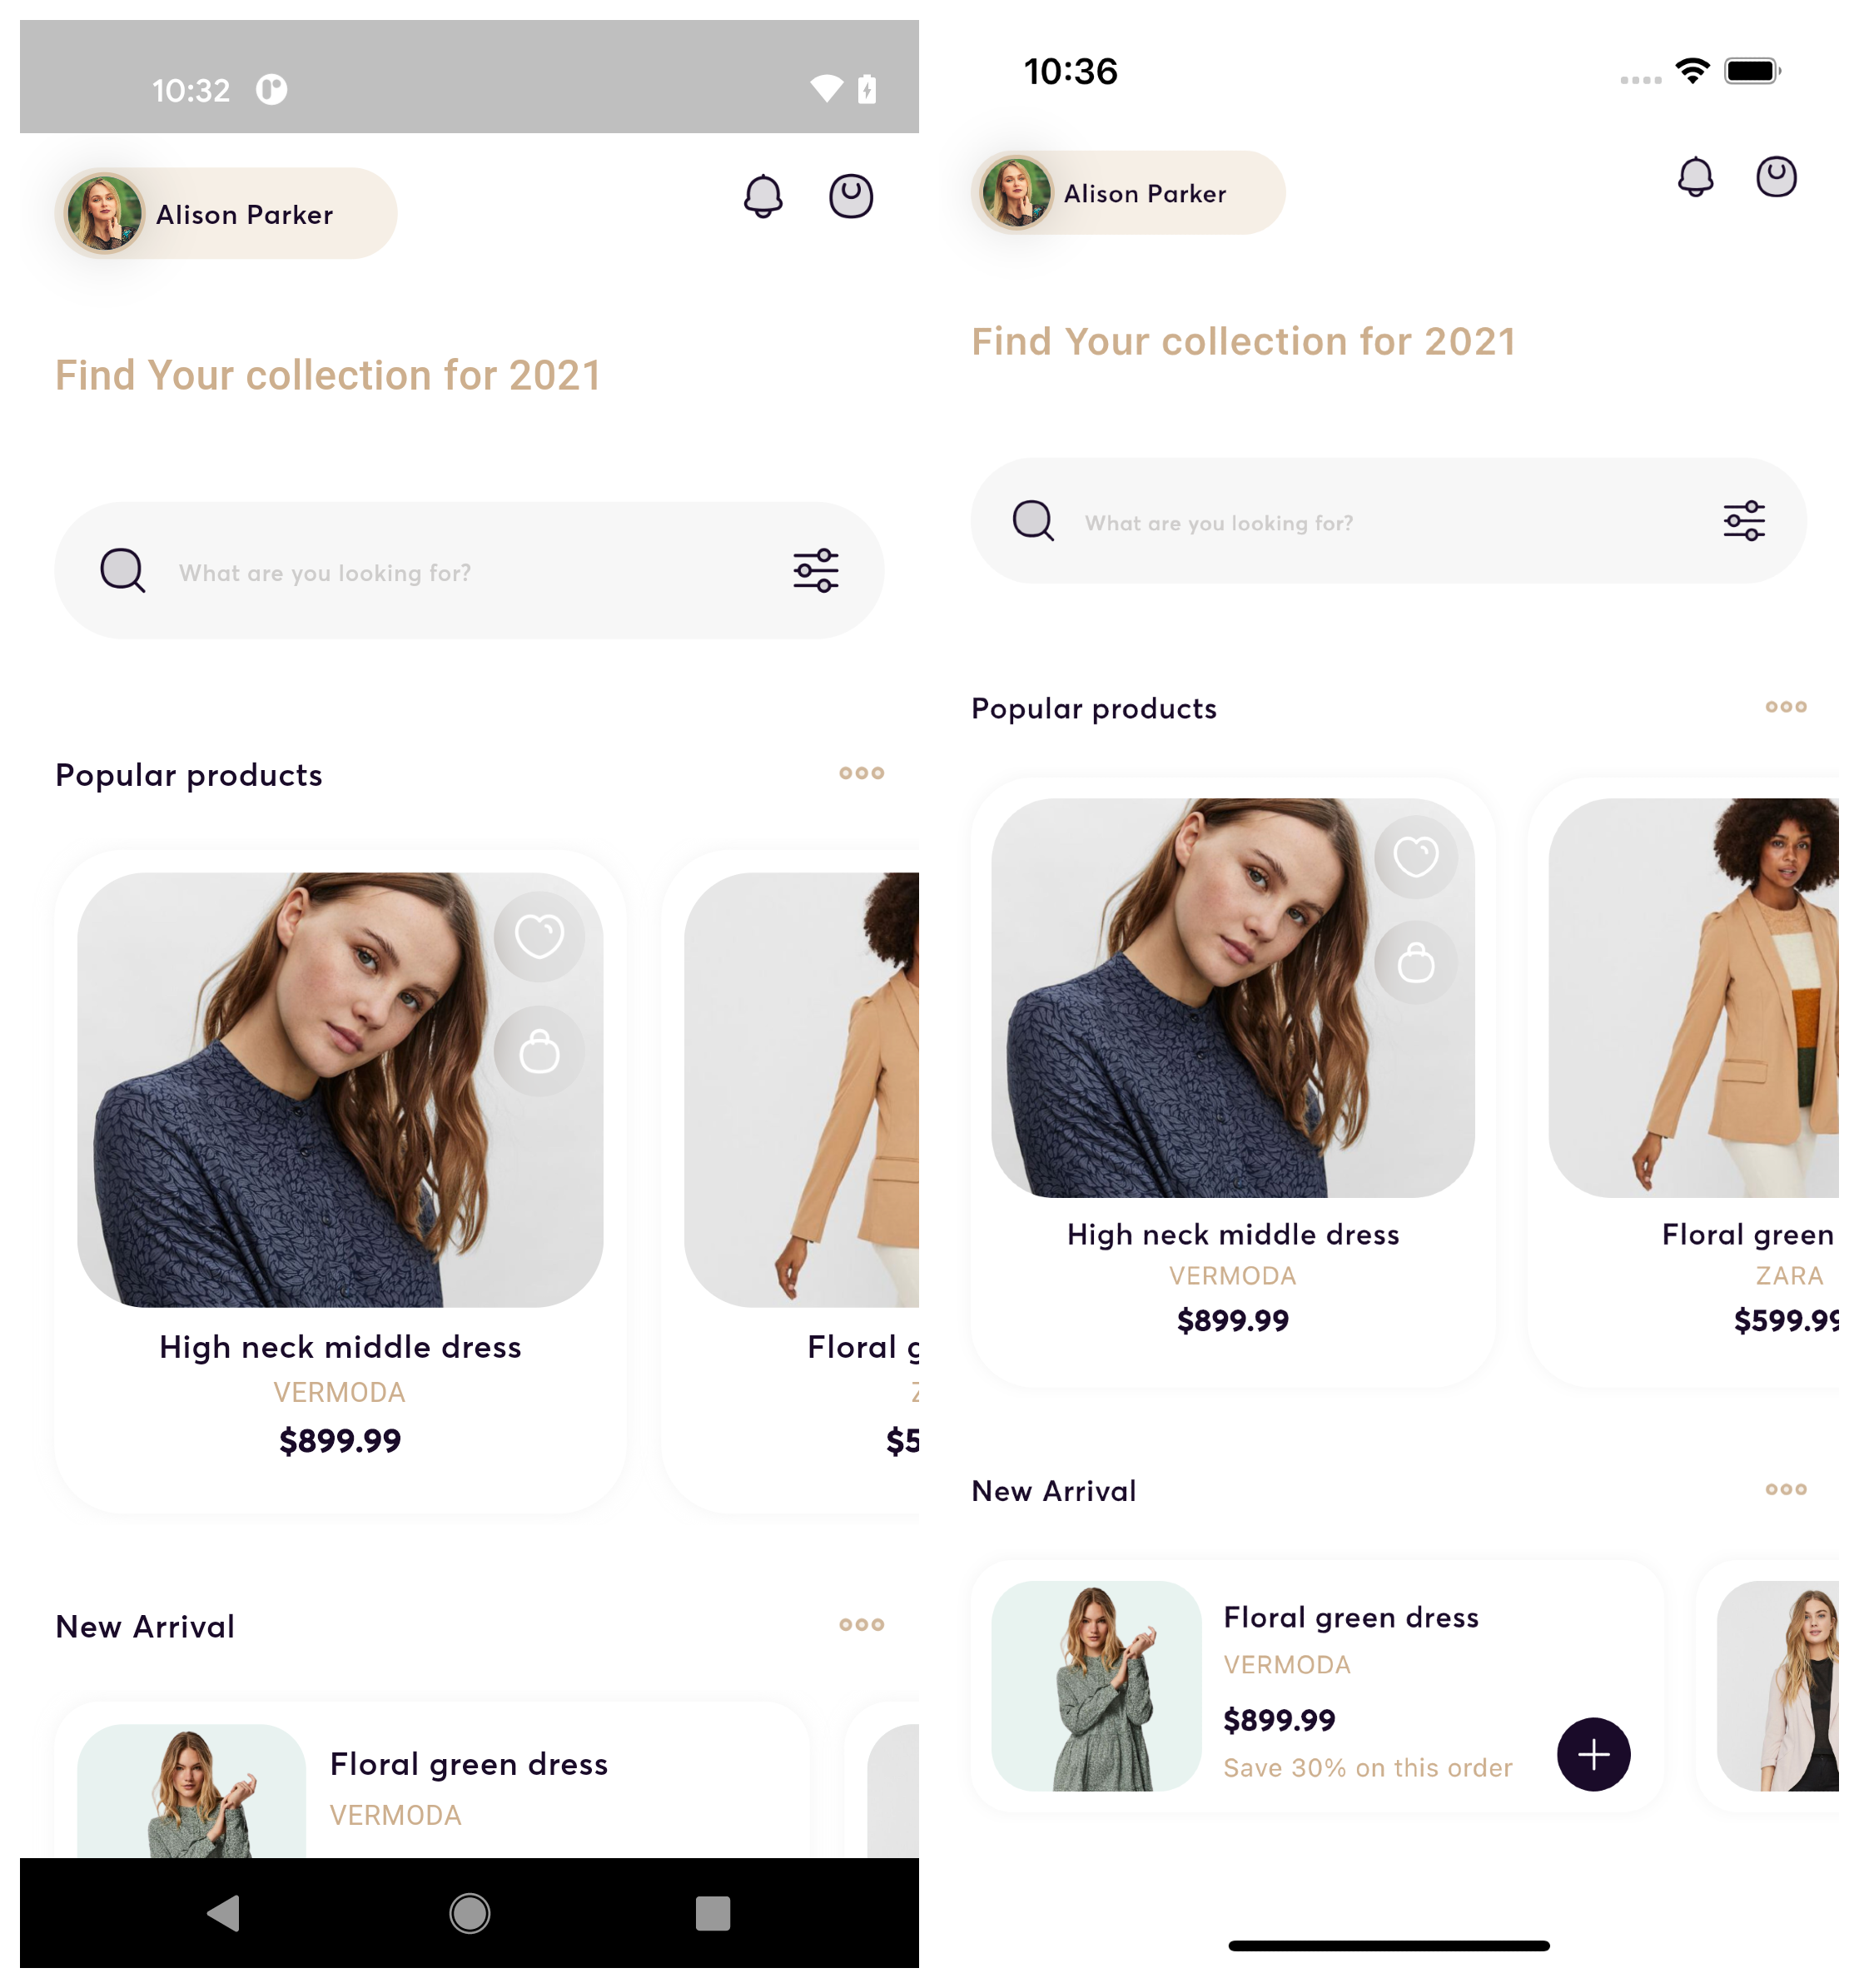 10:32
Alison Parker
Find Your collection for 2021
What are you looking for?
Popular products
High neck middle dress
VERMODA
$899.99
Floral
$5
New Arrival
Floral green dress
VERMODA
10:36
Alison Parker
Find Your collection for 2021
What are you looking for?
Popular products
High neck middle dress
VERMODA
$899.99
Floral green
ZARA
$599.99
New Arrival
Floral green dress
VERMODA
$899.99
Save 30% on this order